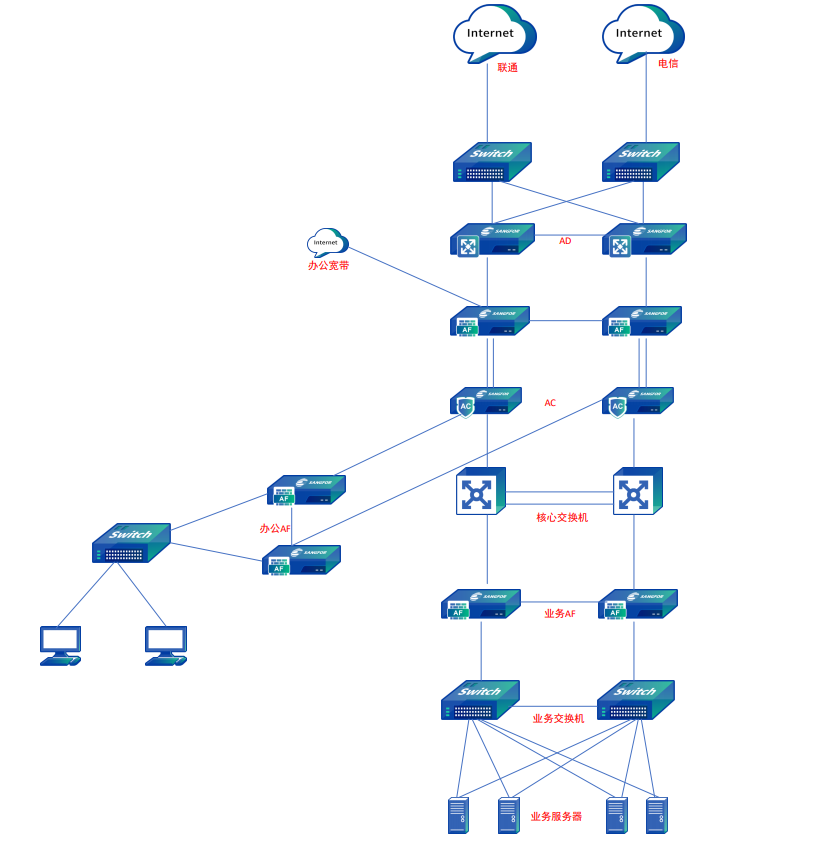 Internet
Internet
联通
电信
Switch
Switch
SANGFOR
SANGFOR
AD
Internet
办公宽带
SANGFOR
AF
SANGFOR
AF
SANGFOR
AC
AC
SANGFOR
AC
SANGFOR
AF
核心交换机
办公AF
Switch
SANGFOR
AF
SANGFOR
AF
业务AF
SANGFOR
AF
Switch
业务交换机
Switch
业务服务器